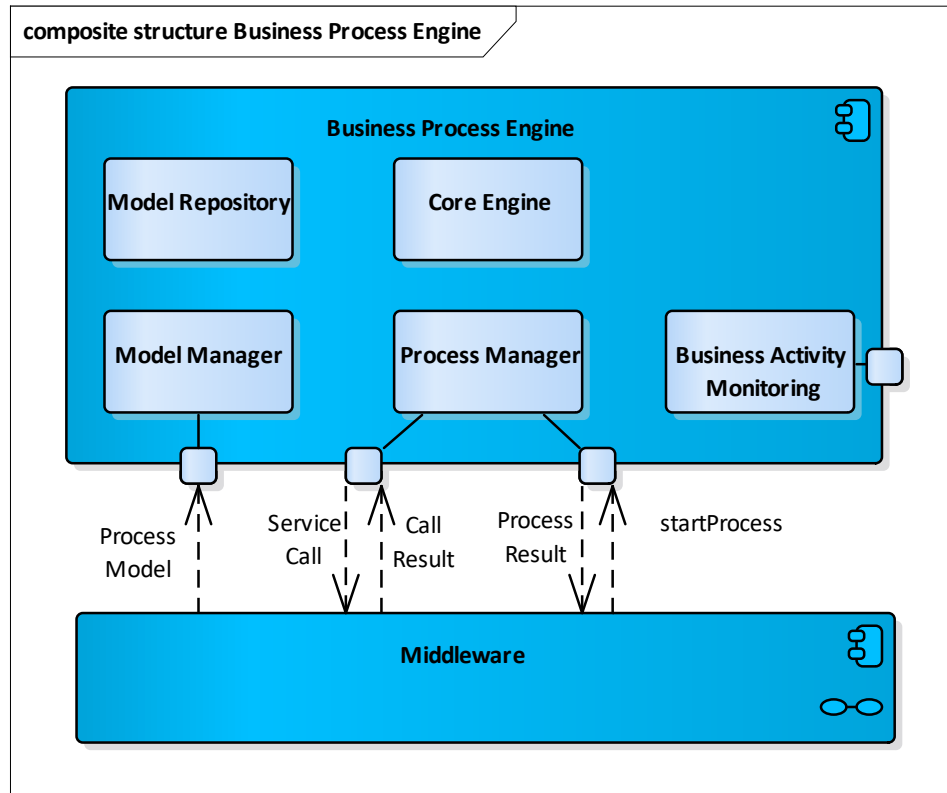 composite structure Business Process Engine
Business Process Engine
Model Repository
Core Engine
Model Manager
Process Manager
Business Activity
Monitoring
Process
Model
Service
Call
Call
Result
Process
Result
startProcess
Middleware